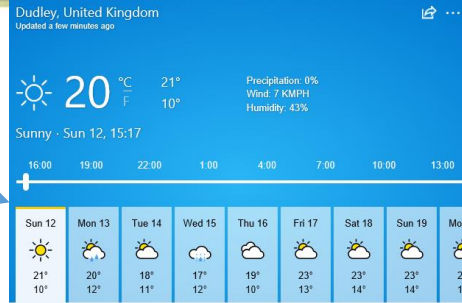 Dudley, United Kingdom
Updated a few minutes ago
20 °C F 21° 10°
Precipitation: 0%
Wind: 7 KMPH
Humidity: 43%
Sunny · Sun 12, 15:17
16:00 19:00 22:00 1:00 4:00 7:00 10:00 13:00
Sun 12 Mon 13 Tue 14 Wed 15 Thu 16 Fri 17 Sat 18 Sun 19
21° 20° 18° 17° 19° 23° 23° 23°
10° 12° 11° 12° 10° 13° 14° 14°